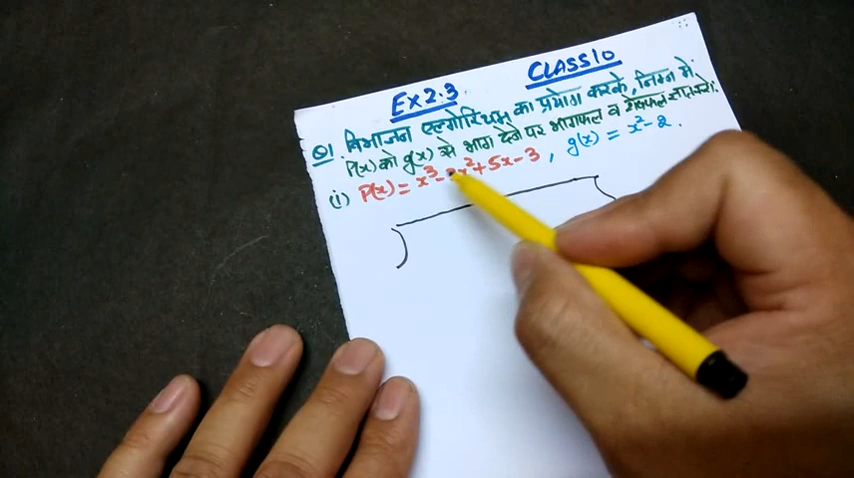 Ex 2.3 CLASS 10
Q1 विभाजन एल्गोरिथ्म का प्रयोग करके, निम्न में
P(x) को g(x) से भाग देने पर भागफल व शेषफल ज्ञात करो।
(i) P(x) = x³ - 3x² + 5x - 3 , g(x) = x² - 2 .